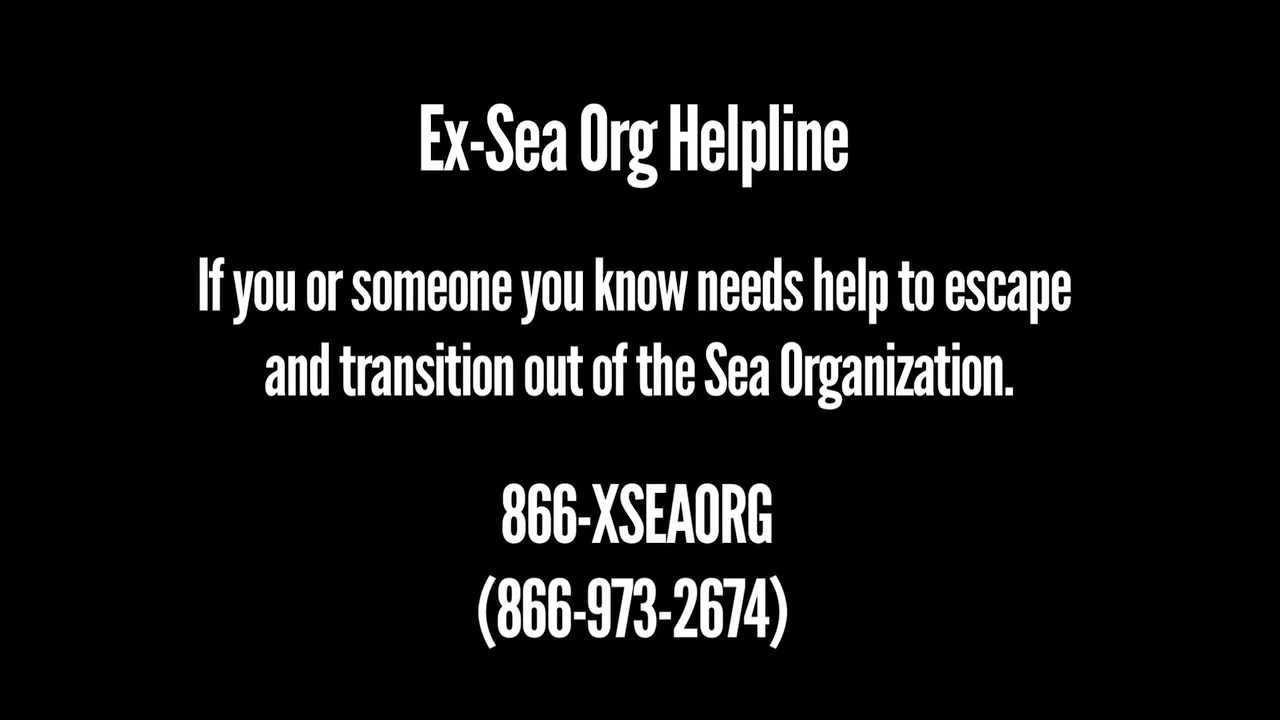 Ex-Sea Org Helpline
If you or someone you know needs help to escape
and transition out of the Sea Organization.
866-XSEAORG
(866-973-2674)